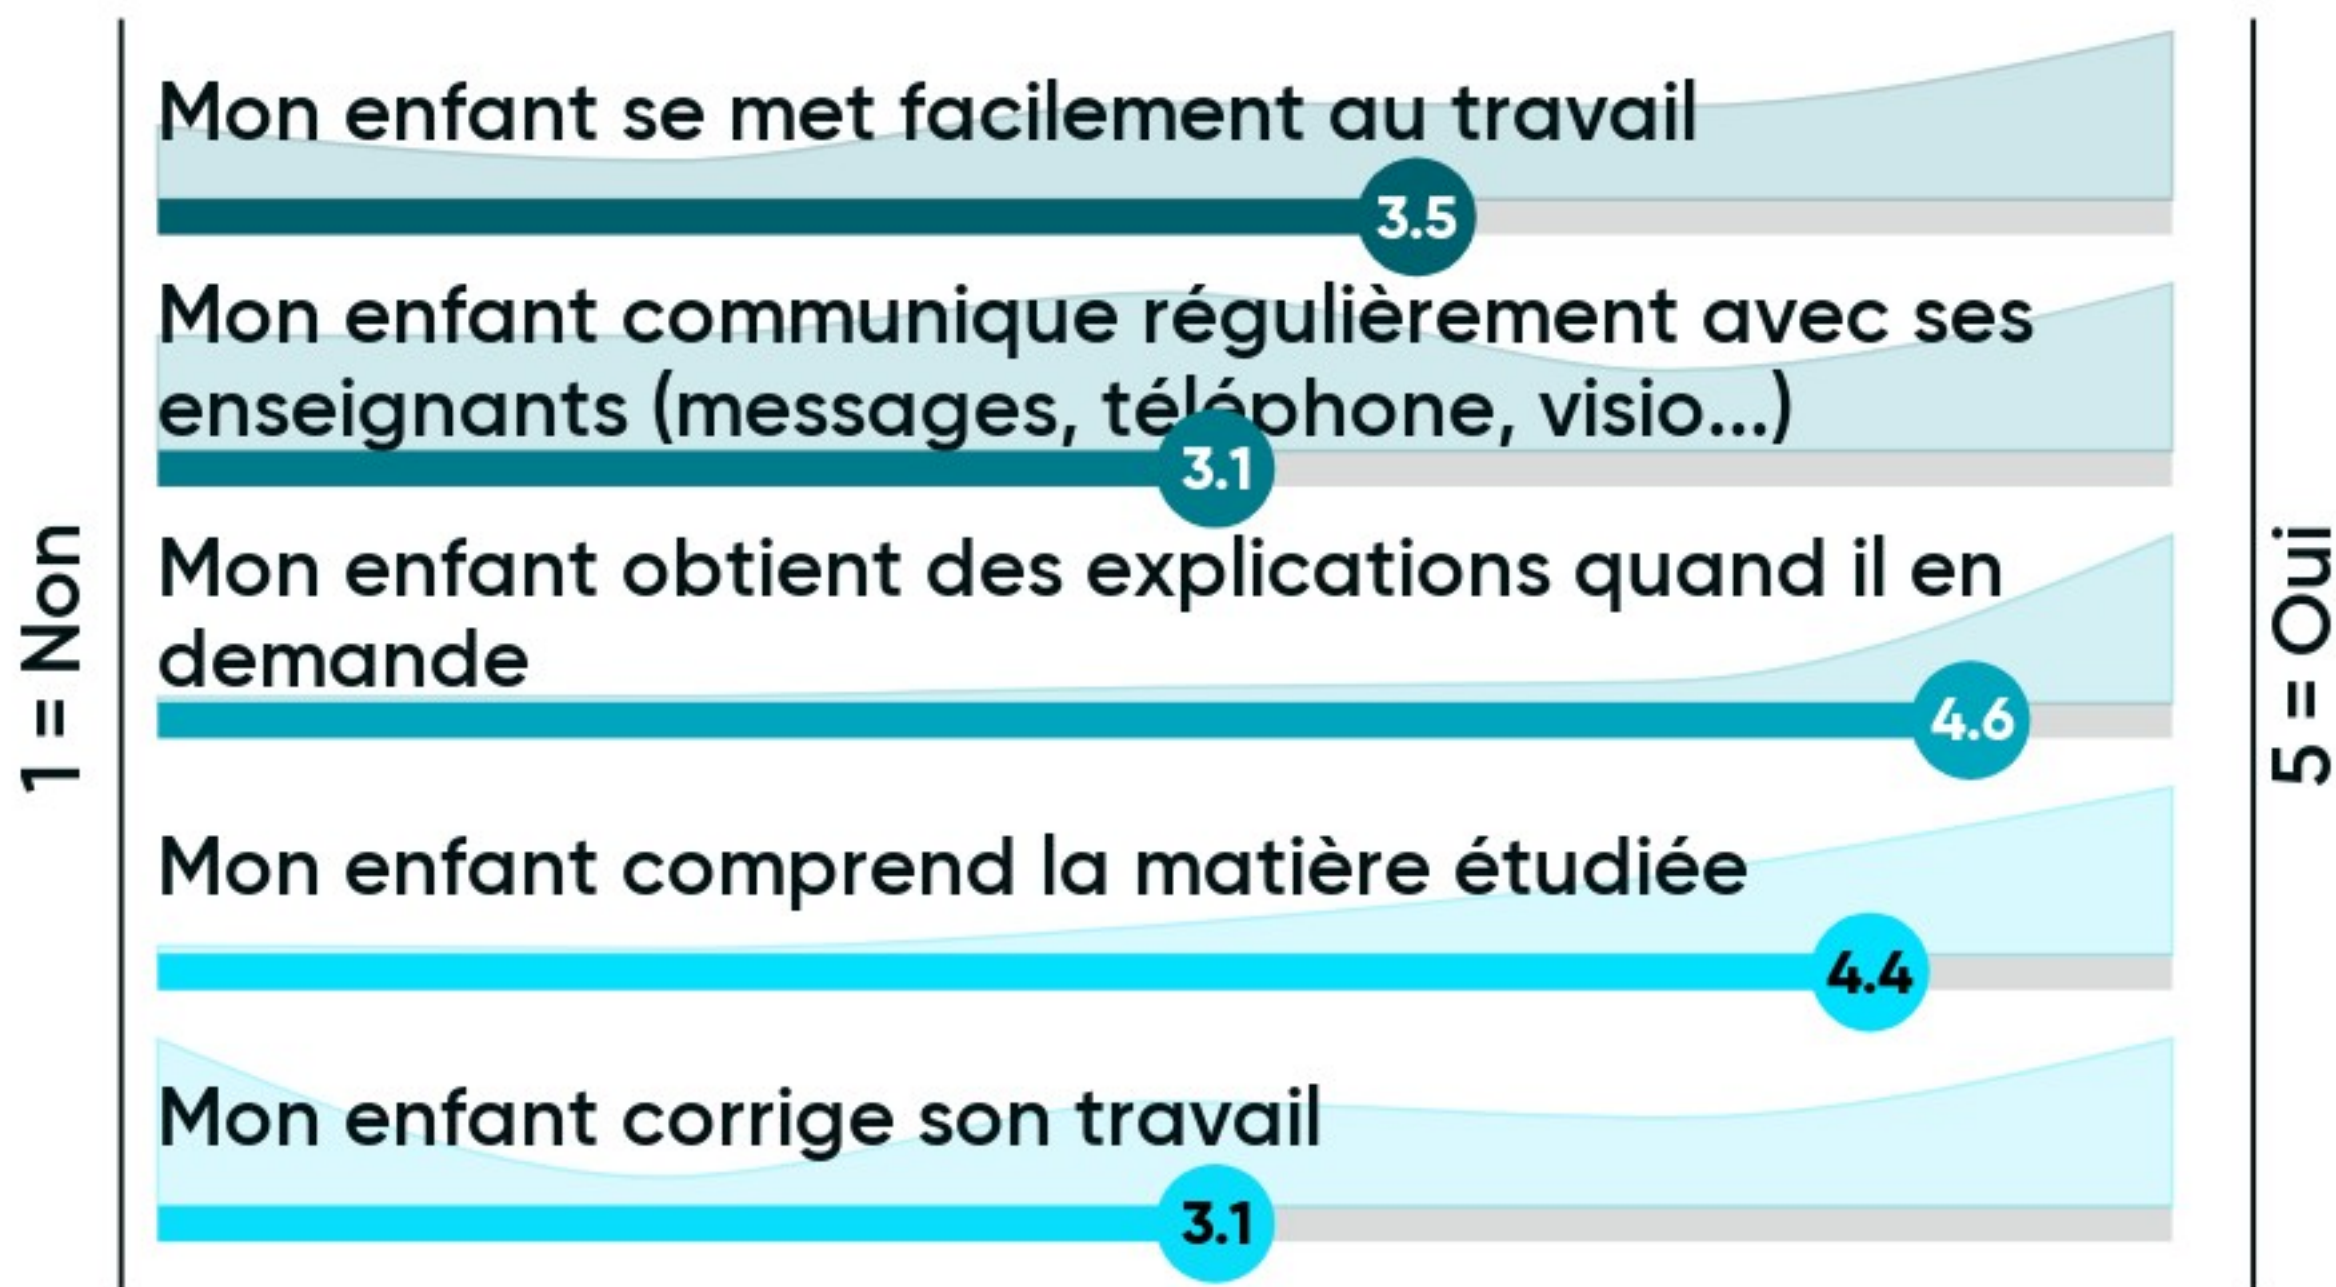 Mon enfant se met facilement au travail
3.5
Mon enfant communique régulièrement avec ses
enseignants (messages, téléphone, visio...)
3.1
Mon enfant obtient des explications quand il en
demande
4.6
Mon enfant comprend la matière étudiée
4.4
Mon enfant corrige son travail
3.1
1 = Non
5 = Oui